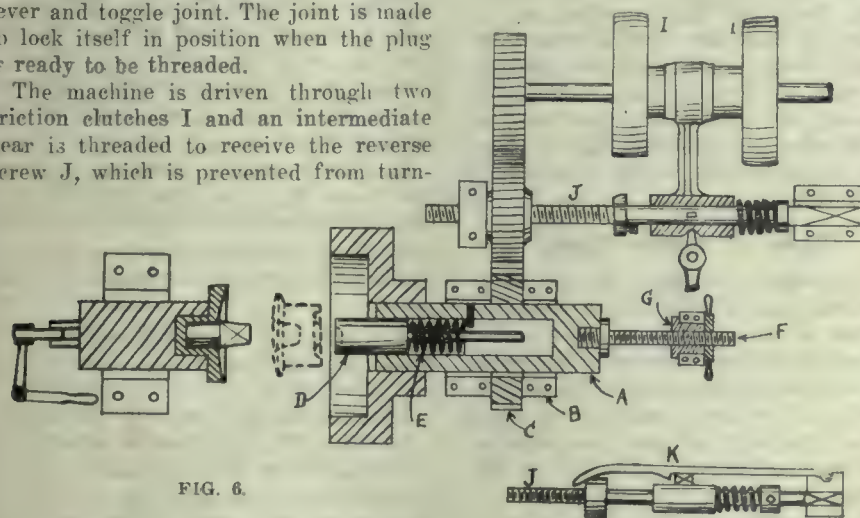 ever and toggle joint. The joint is made
o lock itself in position when the plug
ready to be threaded.
The machine is driven through two
riction clutches I and an intermediate
ear is threaded to receive the reverse
crew J, which is prevented from turn-
I
1
J
G
F
D
E
C
B
A
K
J
FIG. 6.